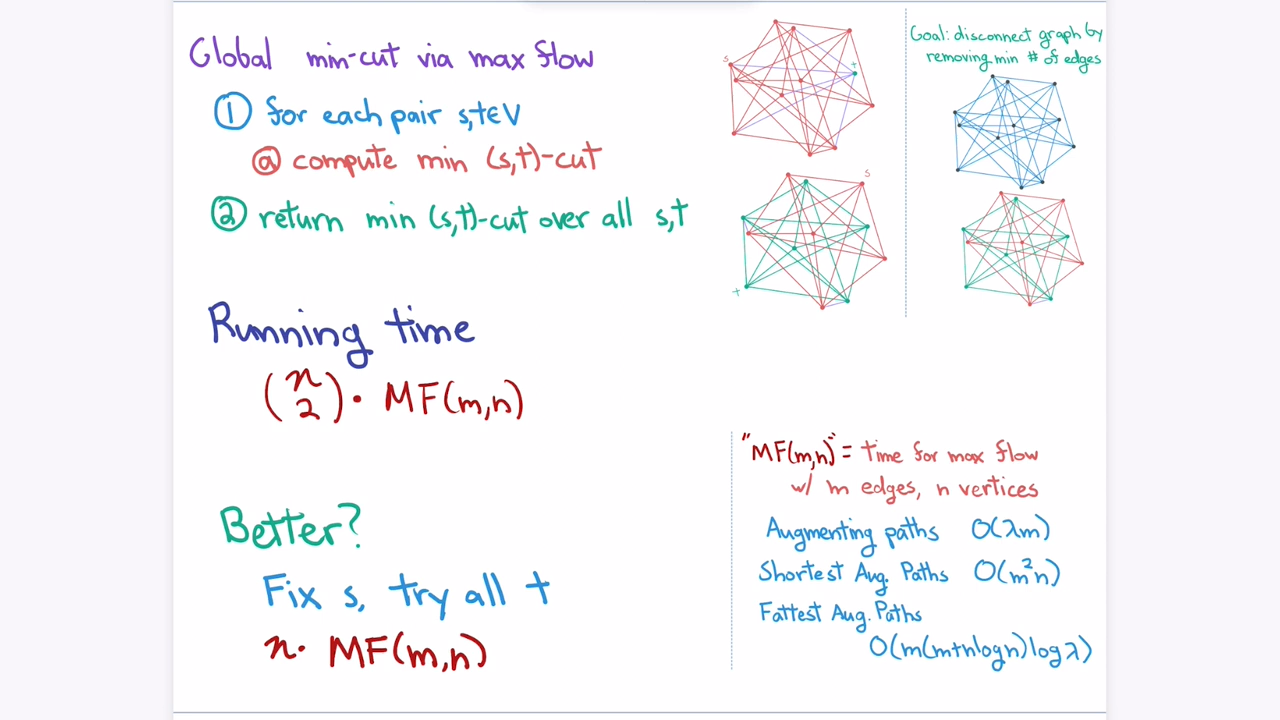 Global min-cut via max flow
① for each pair s,t∈V
ⓐ compute min (s,t)-cut
② return min (s,t)-cut over all s,t
Running time
(n 2) · MF(m,n)
Better?
Fix s, try all t
n · MF(m,n)
s
t
s
t
Goal: disconnect graph by
removing min # of edges
"MF(m,n)" = time for max flow
w/ m edges, n vertices
Augmenting paths O(λm)
Shortest Aug. Paths O(m²n)
Fattest Aug. Paths
O(m(m+nlogn)logλ)